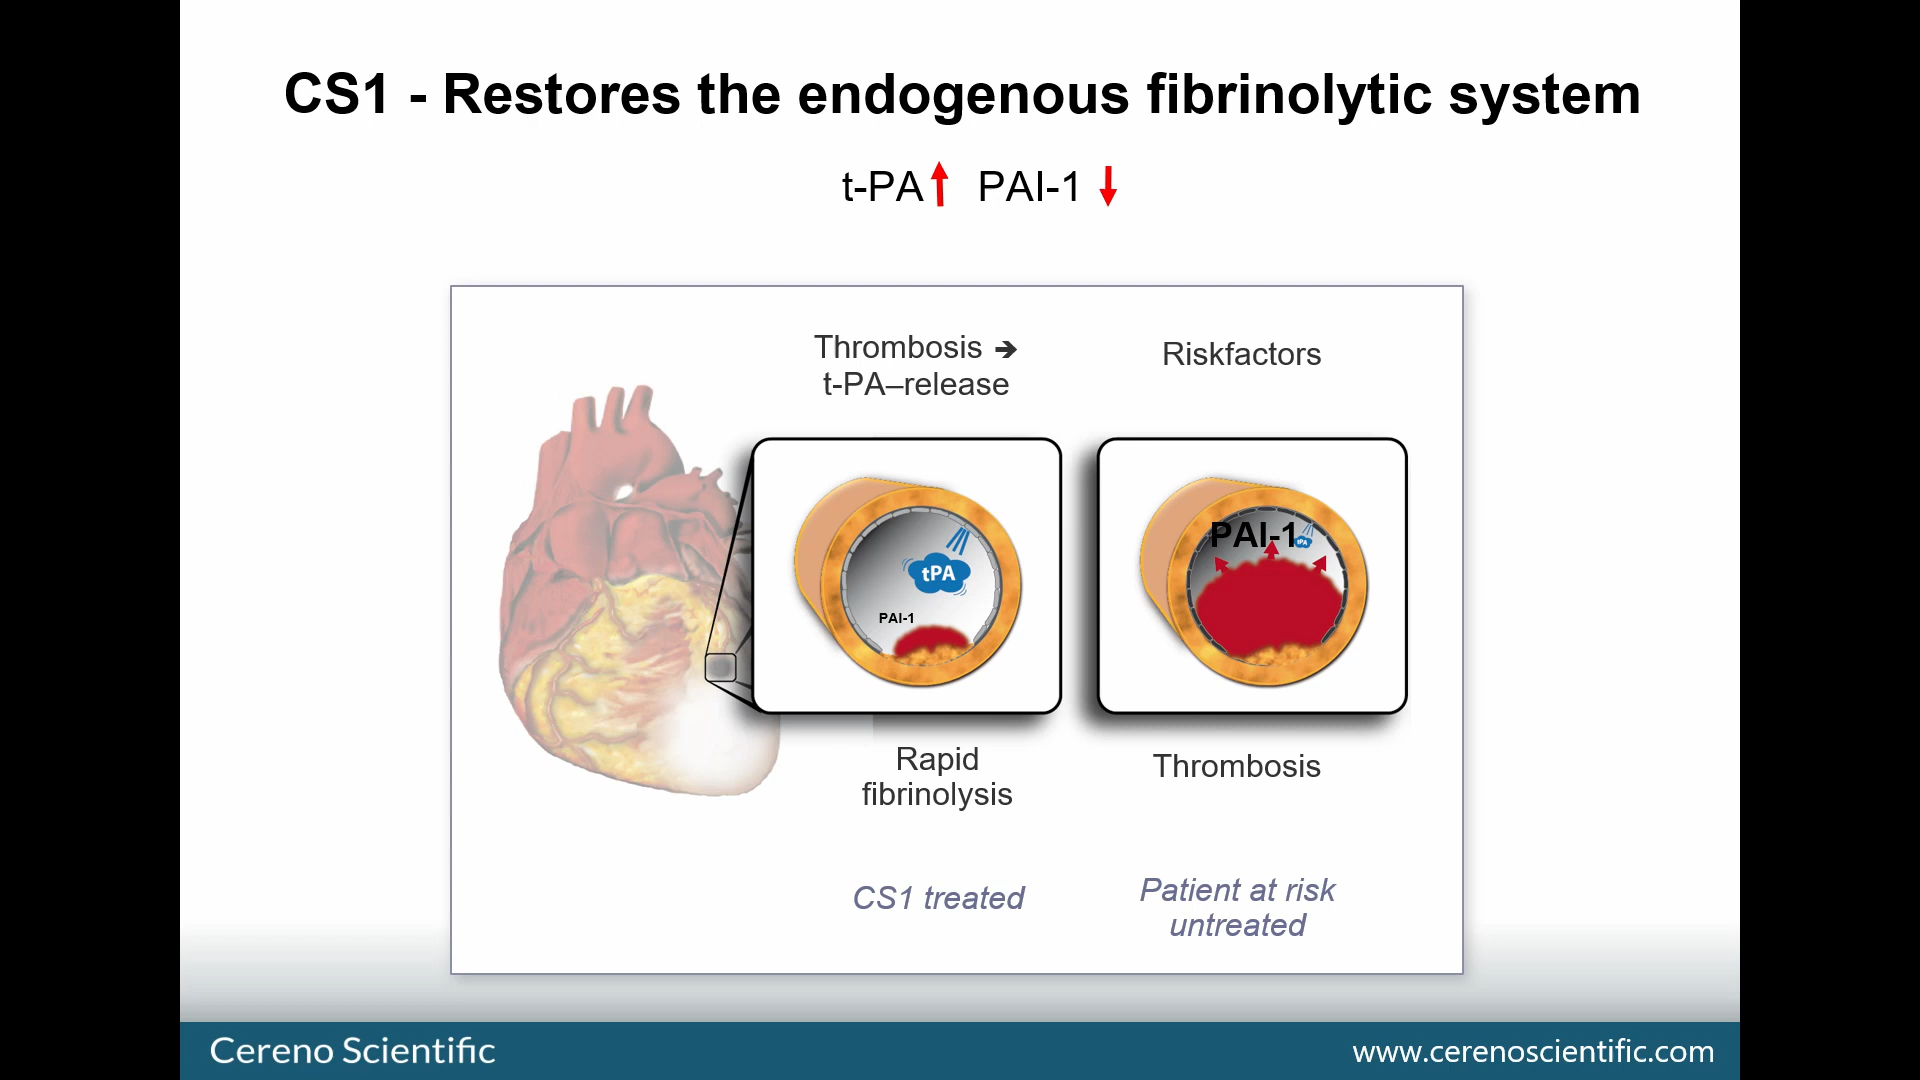 CS1 - Restores the endogenous fibrinolytic system
t-PA PAI-1
Thrombosis ➔
t-PA–release
Riskfactors
tPA
PAI-1
PAI-1
tPA
Rapid
fibrinolysis
Thrombosis
CS1 treated
Patient at risk
untreated
Cereno Scientific
www.cerenoscientific.com